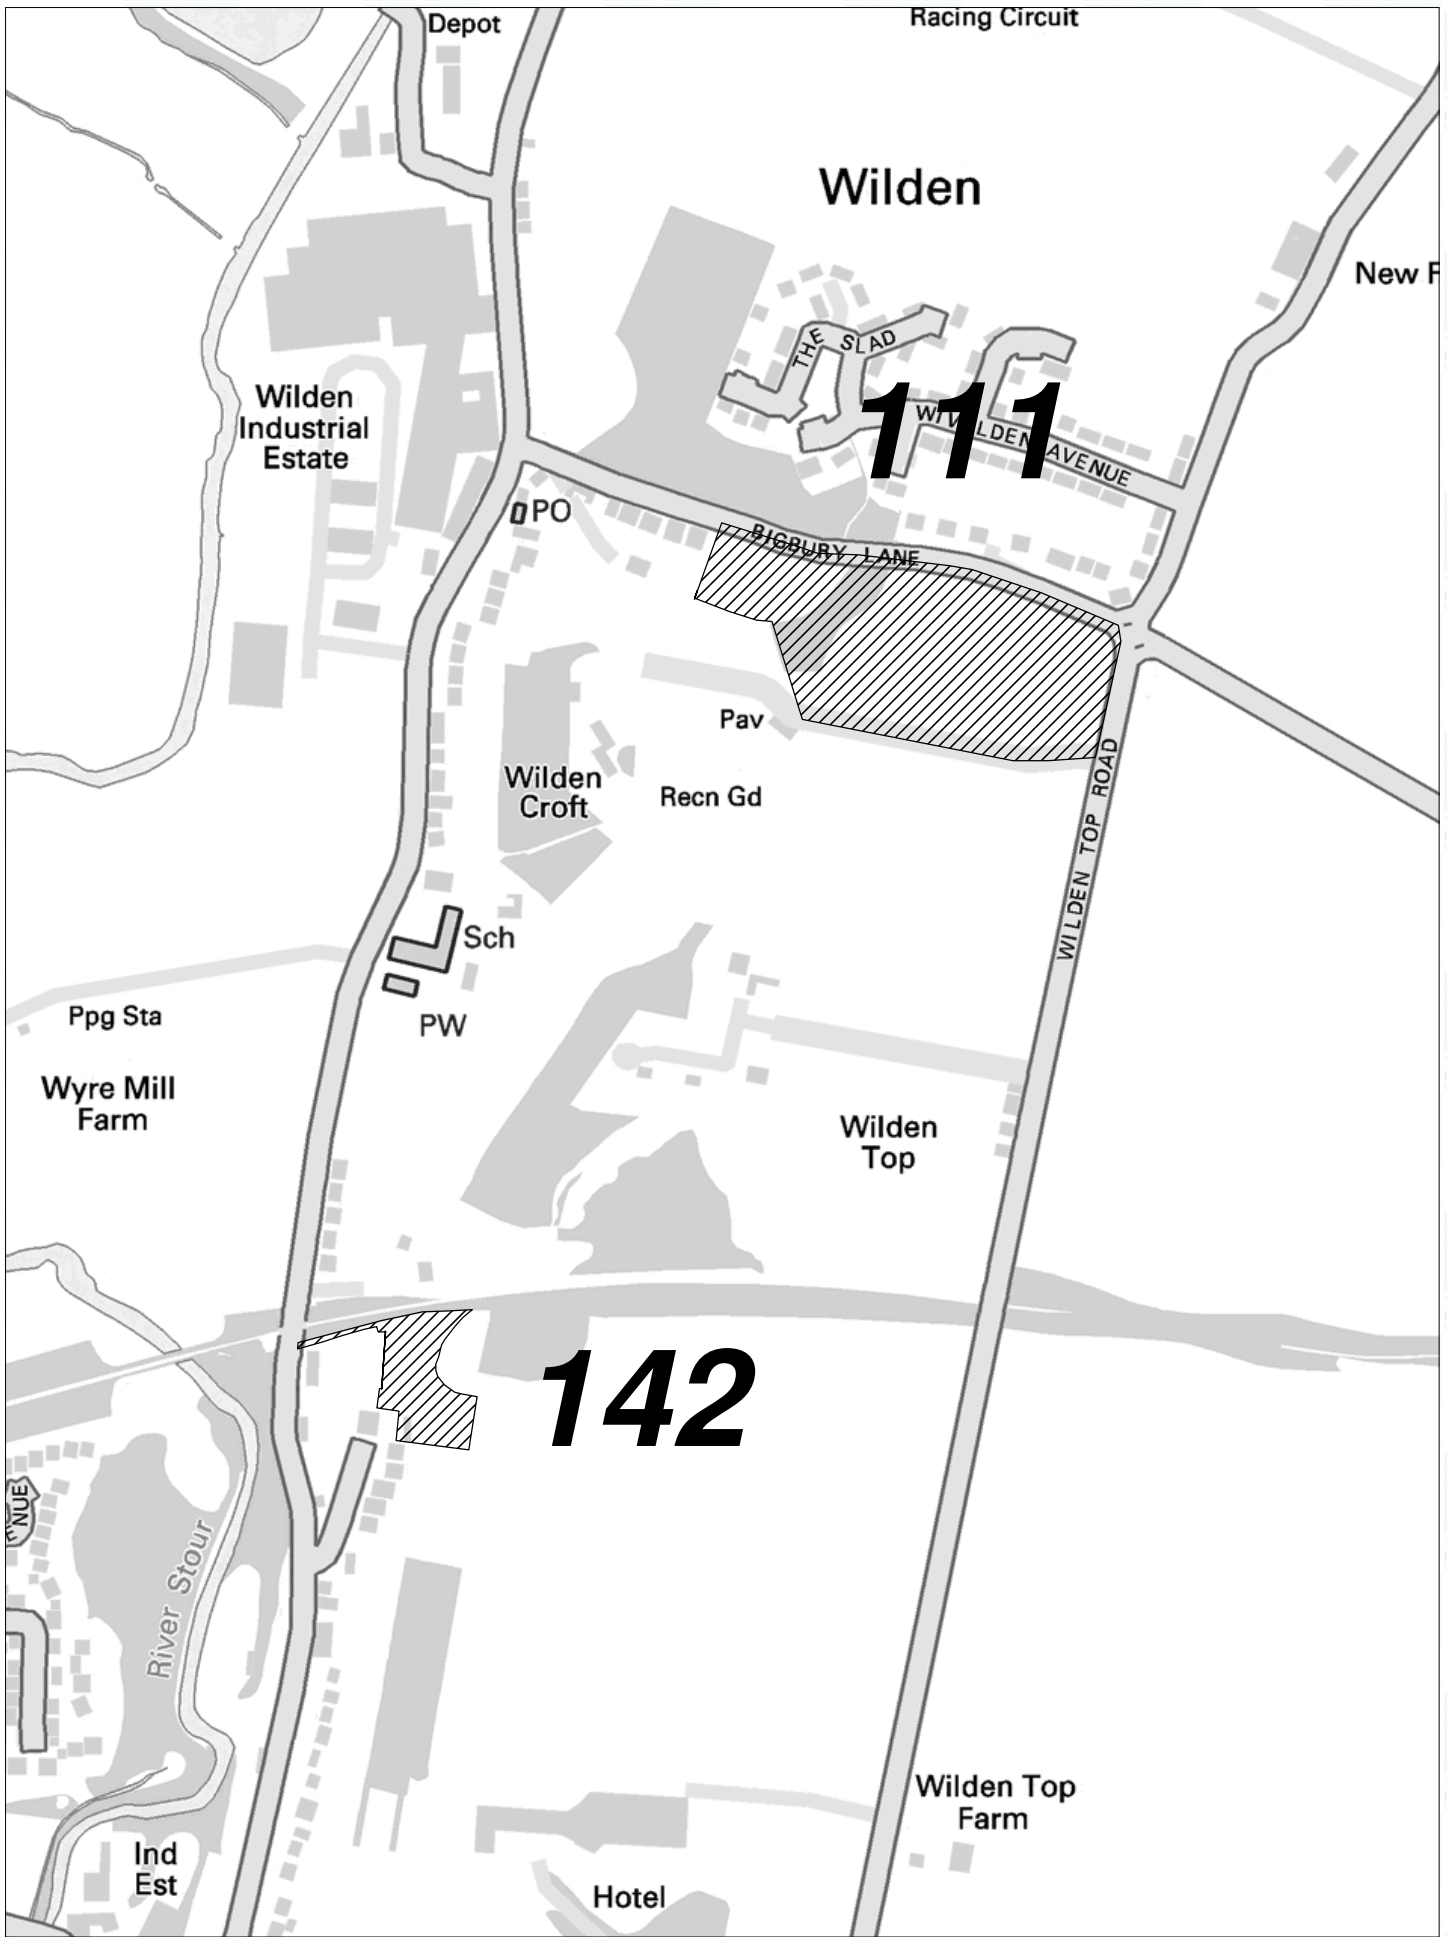 Depot
Racing Circuit
Wilden
New F
THE SLAD
111
Wilden
Industrial
Estate
WILDEN AVENUE
PO
BIGBURY LANE
Pav
Wilden
Croft
Recn Gd
WILDEN TOP ROAD
Sch
Ppg Sta
PW
Wyre Mill
Farm
Wilden
Top
142
ENUE
River Stour
Wilden Top
Farm
Ind
Est
Hotel